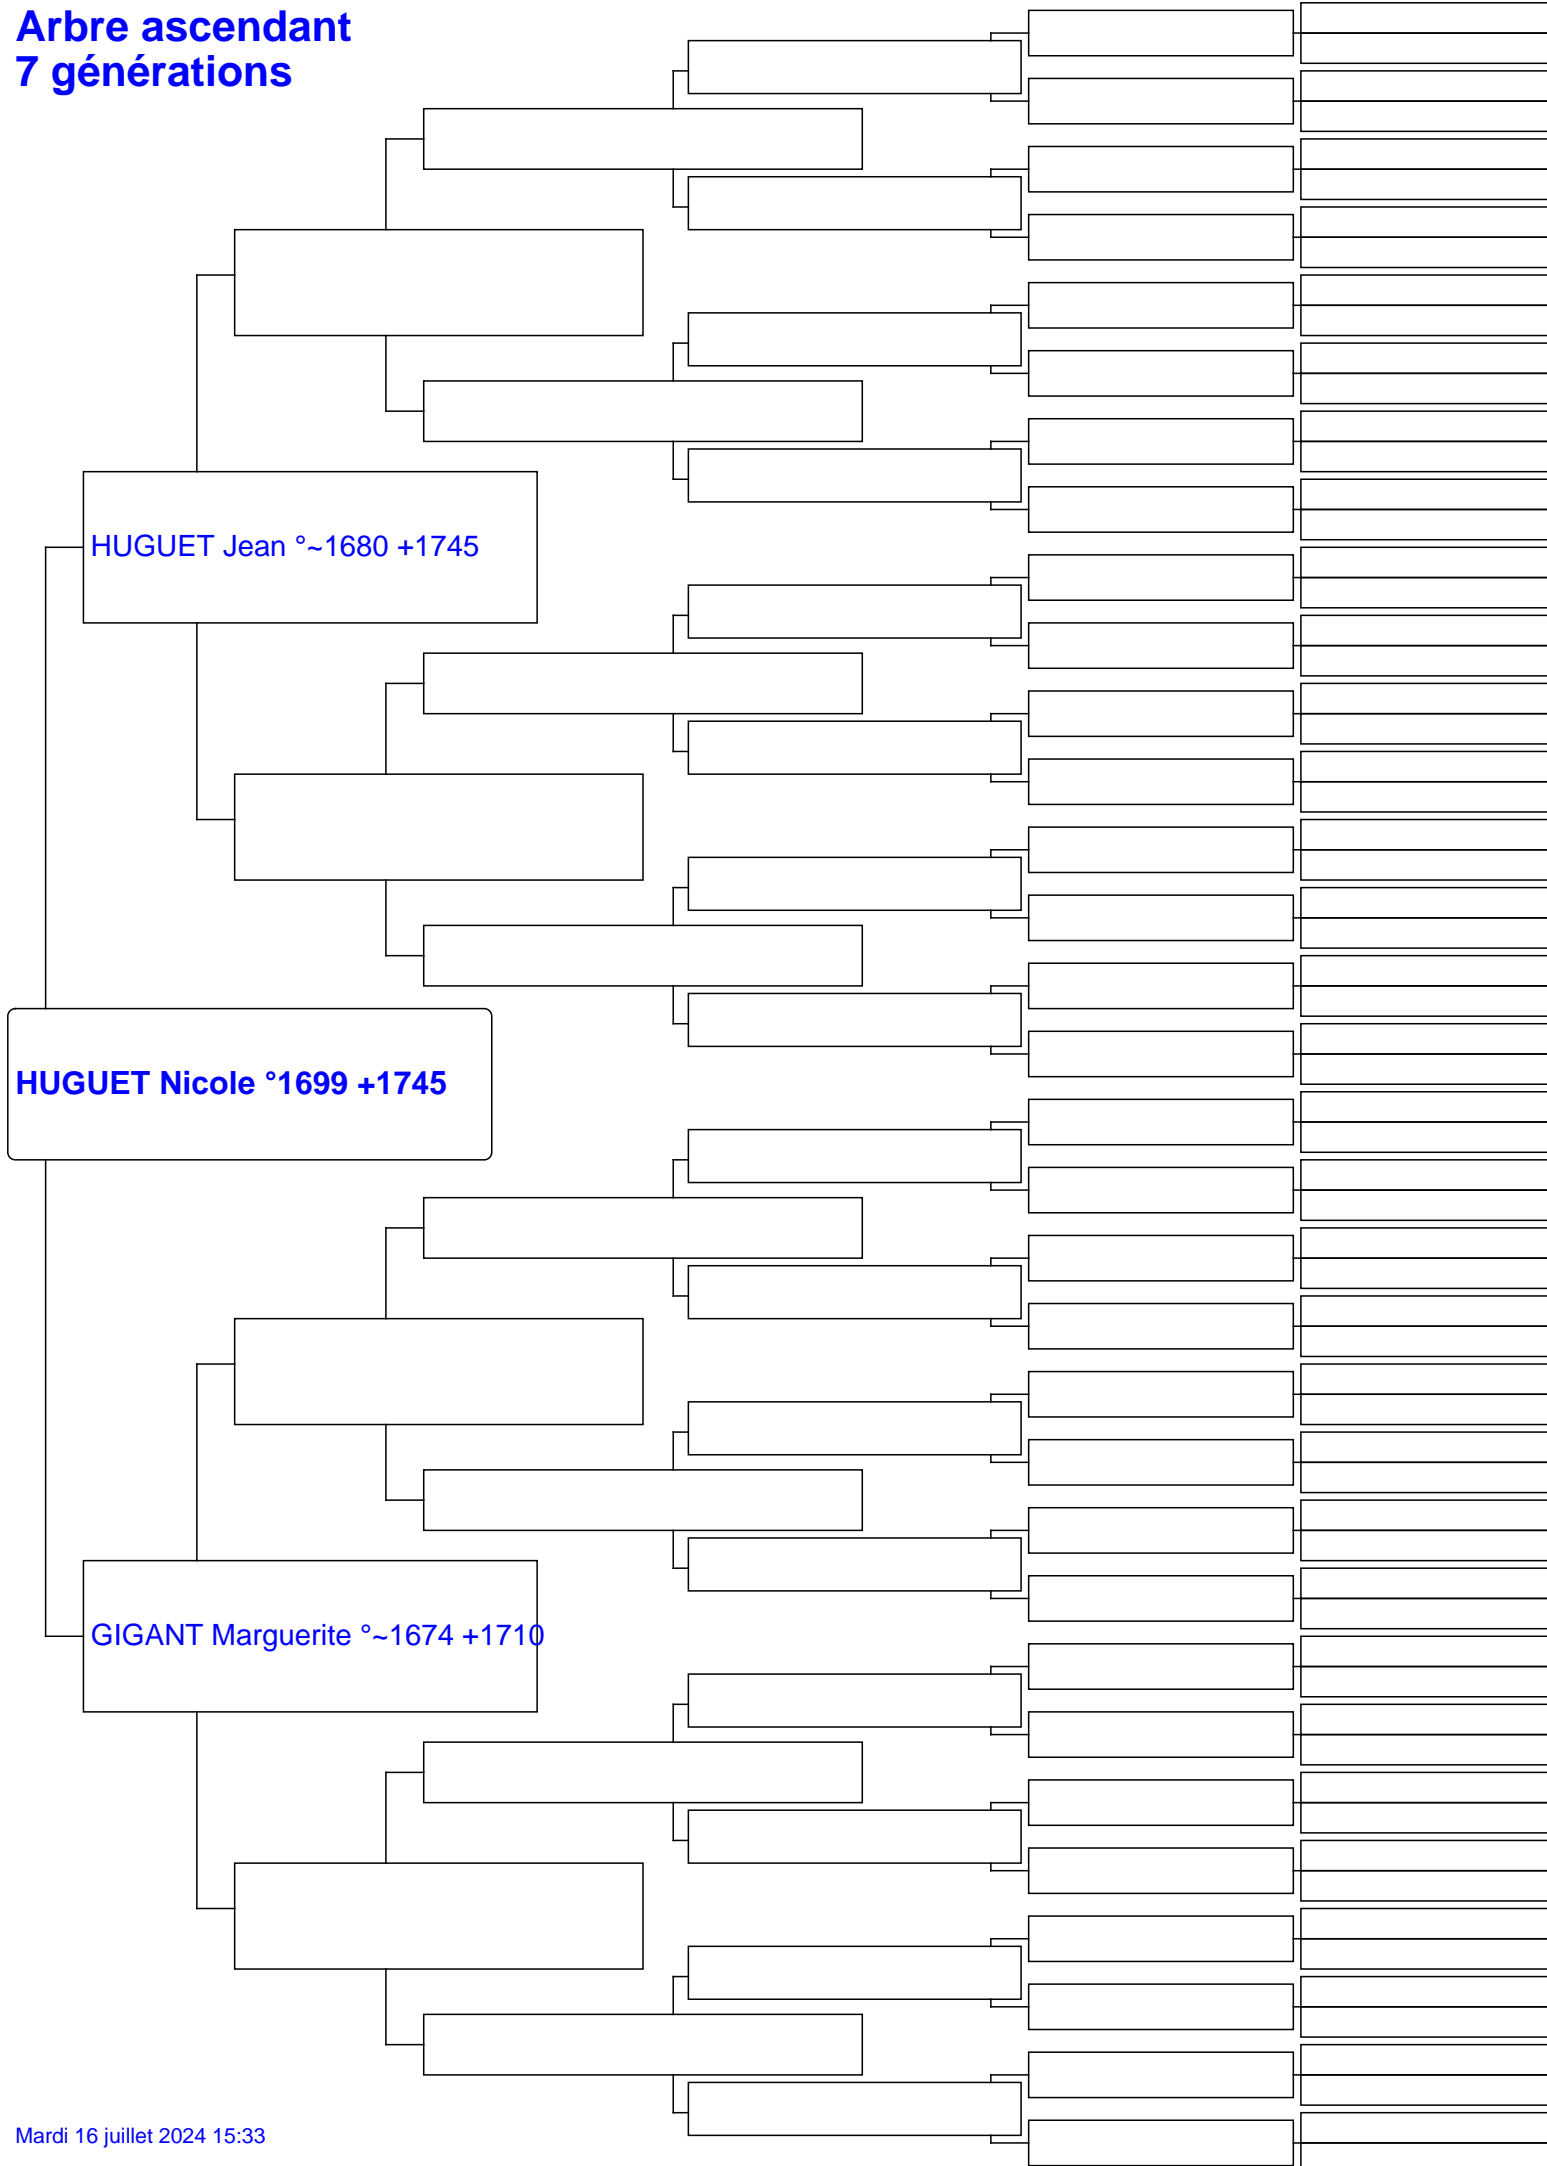 Arbre ascendant
7 générations
HUGUET Jean °~1680 +1745
HUGUET Nicole °1699 +1745
GIGANT Marguerite °~1674 +1710
Mardi 16 juillet 2024 15:33